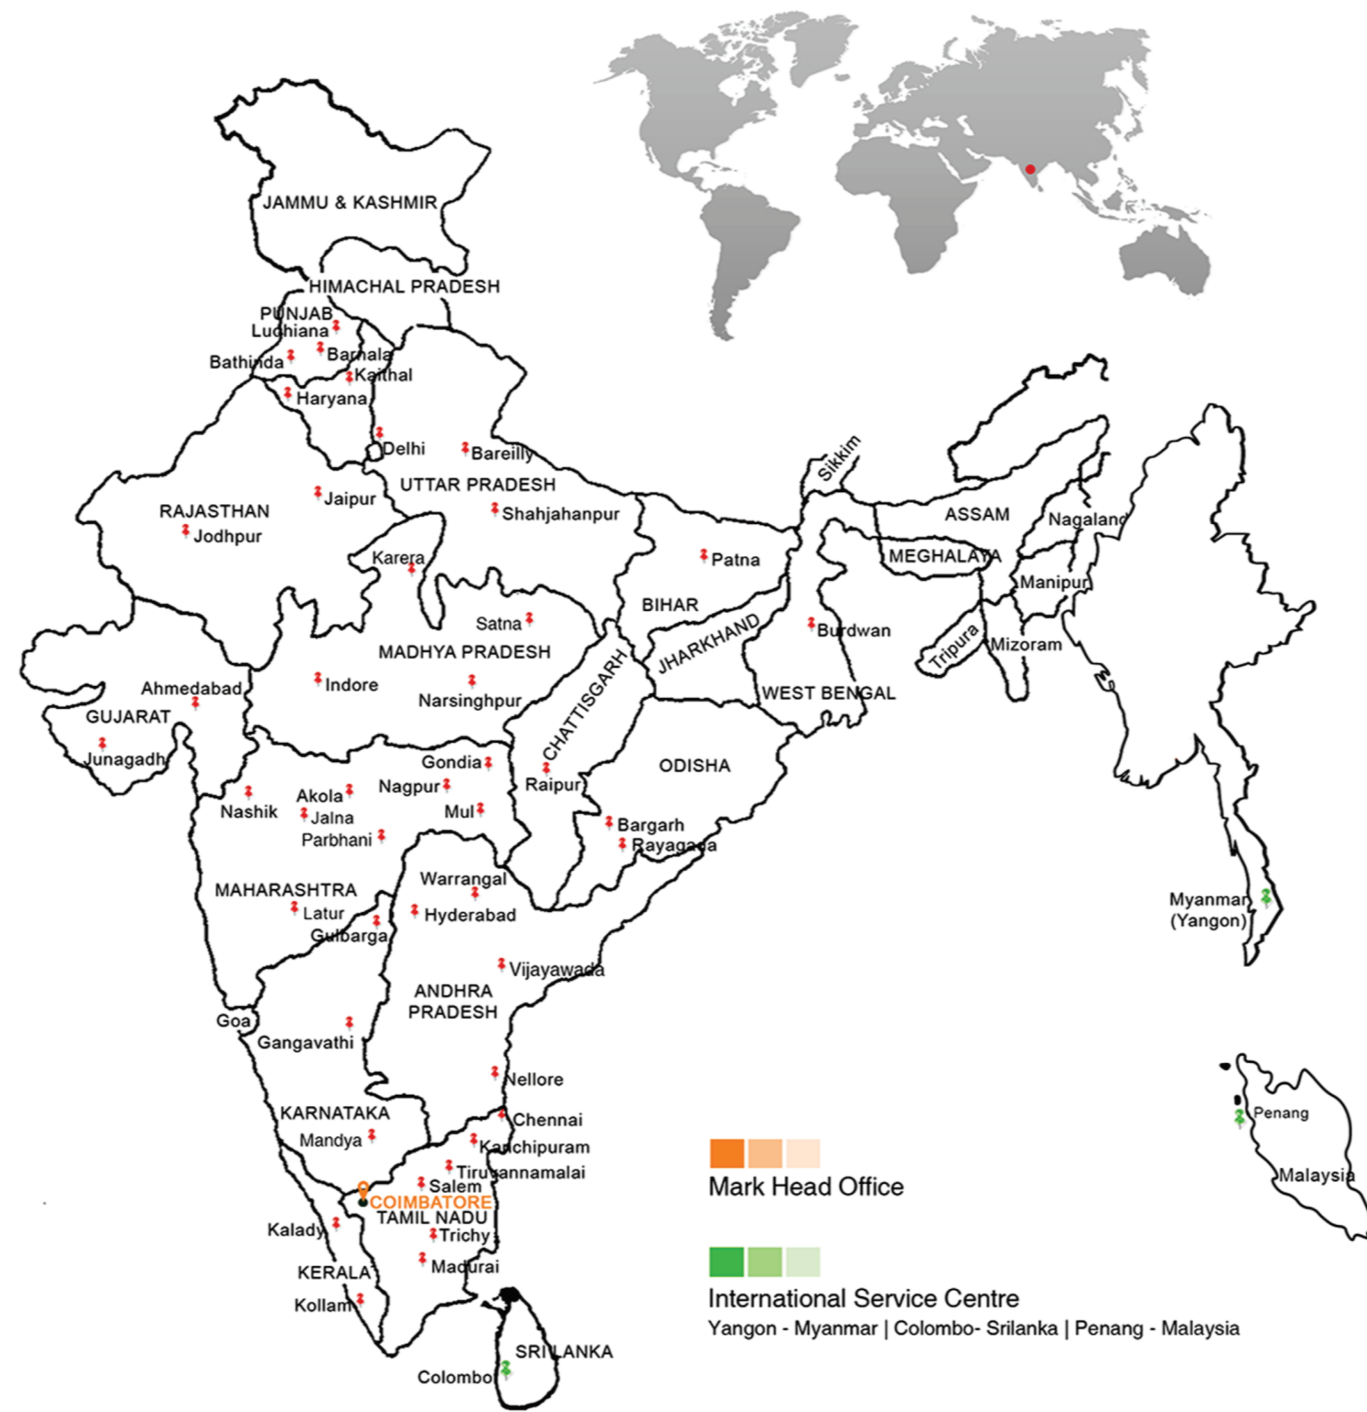 JAMMU & KASHMIR
HIMACHAL PRADESH
PUNJAB
Ludhiana
Barnala
Bathinda
Kaithal
Haryana
Delhi
Bareilly
UTTAR PRADESH
Shahjahanpur
Jaipur
RAJASTHAN
Jodhpur
Karera
Sikkim
ASSAM
Nagaland
MEGHALAYA
Manipur
Patna
BIHAR
JHARKHAND
Burdwan
Tripura
Mizoram
WEST BENGAL
Satna
MADHYA PRADESH
Indore
Narsinghpur
CHATTISGARH
Ahmedabad
GUJARAT
Junagadh
Gondia
Nagpur
Raipur
ODISHA
Nashik
Akola
Jalna
Mul
Parbhani
Bargarh
Rayagada
MAHARASHTRA
Latur
Gulbarga
Warrangal
Hyderabad
Vijayawada
ANDHRA
PRADESH
Myanmar
(Yangon)
Goa
Gangavathi
Nellore
KARNATAKA
Mandya
Chennai
Kanchipuram
Tiruvannamalai
Salem
COIMBATORE
TAMIL NADU
Kalady
Trichy
Madurai
KERALA
Kollam
SRI LANKA
Colombo
Penang
Malaysia
Mark Head Office
International Service Centre
Yangon - Myanmar | Colombo- Srilanka | Penang - Malaysia